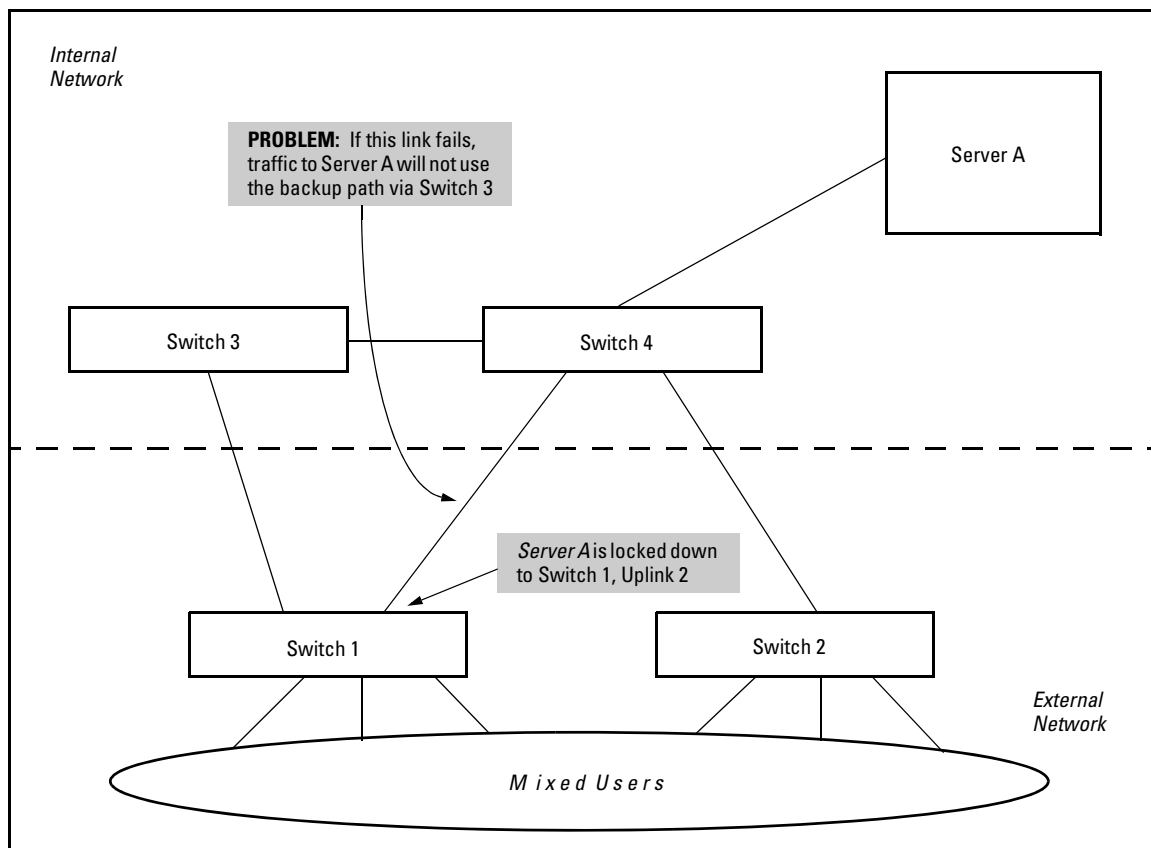 Internal
Network
PROBLEM: If this link fails,
traffic to Server A will not use
the backup path via Switch 3
Server A
Switch 3
Switch 4
Server A is locked down
to Switch 1, Uplink 2
Switch 1
Switch 2
External
Network
Mixed Users